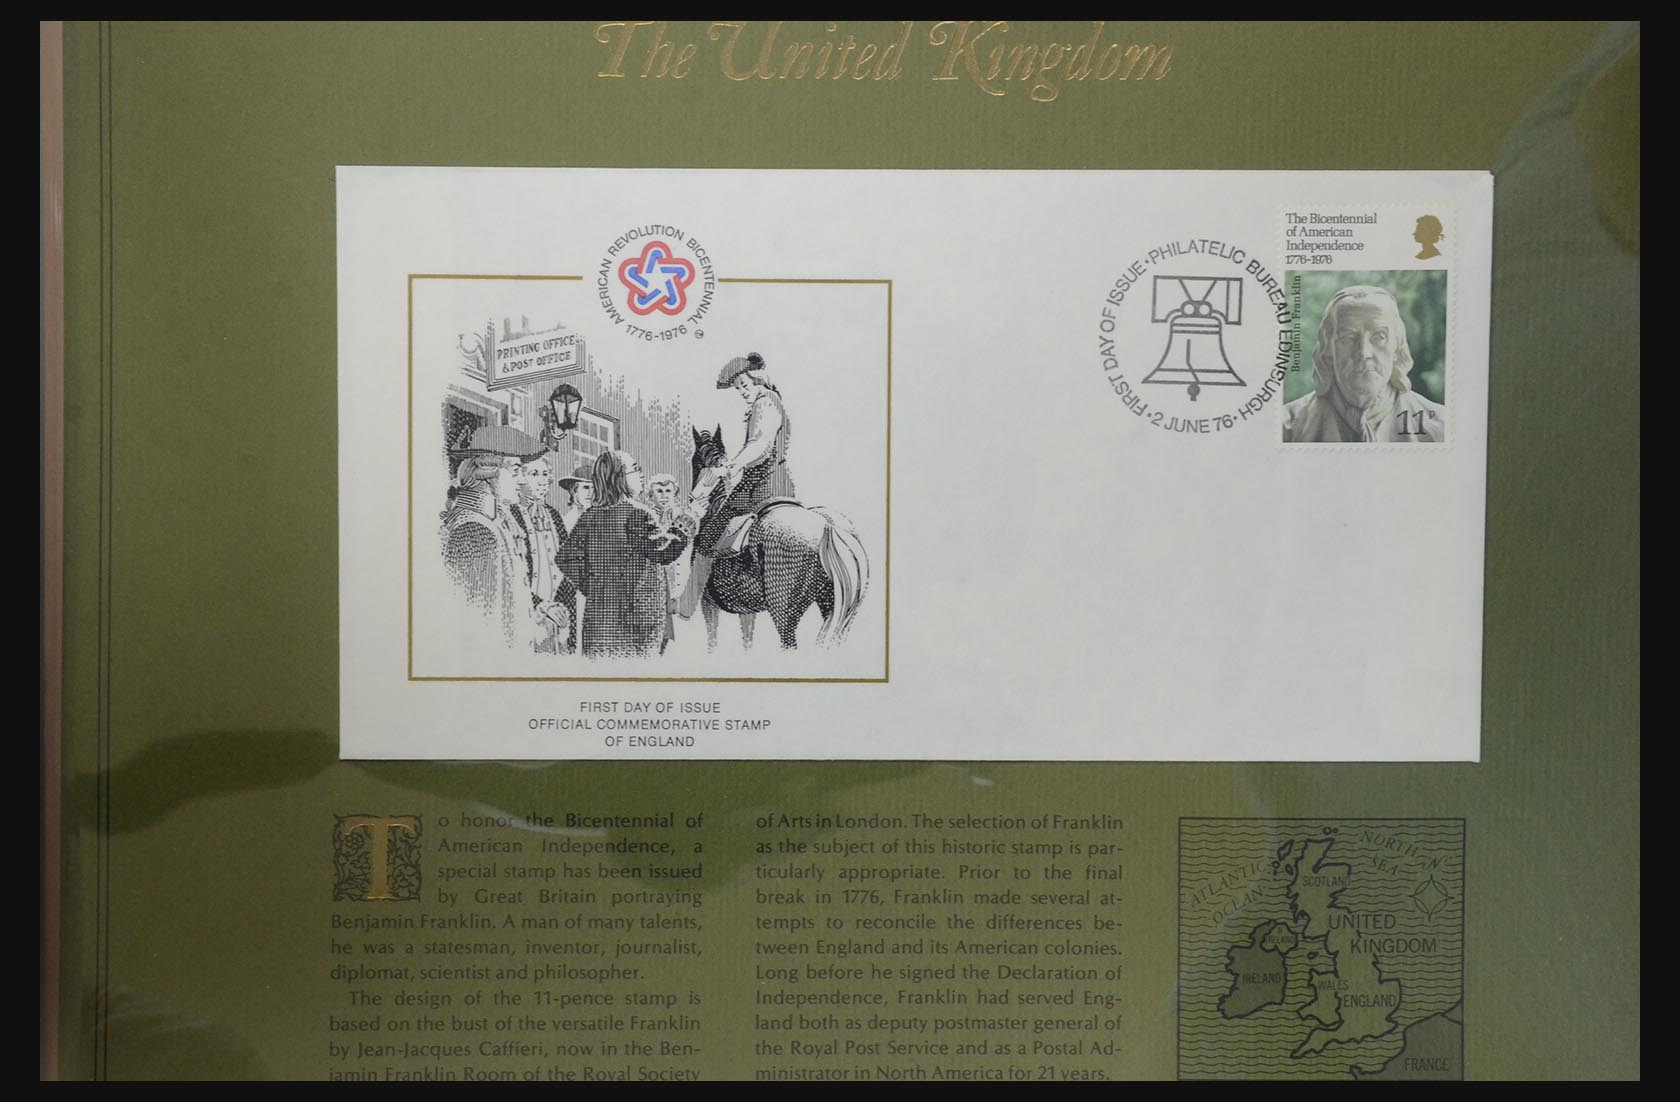 The United Kingdom
AMERICAN REVOLUTION BICENTENNIAL
1776-1976
PRINTING OFFICE
& POST OFFICE
FIRST DAY OF ISSUE • PHILATELIC BUREAU EDINBURGH •
2 JUNE 76
The Bicentennial
of American
Independence
1776-1976
Benjamin Franklin
11P
FIRST DAY OF ISSUE
OFFICIAL COMMEMORATIVE STAMP
OF ENGLAND
To honor the Bicentennial of
American Independence, a
special stamp has been issued
by Great Britain portraying
Benjamin Franklin. A man of many talents,
he was a statesman, inventor, journalist,
diplomat, scientist and philosopher.
The design of the 11-pence stamp is
based on the bust of the versatile Franklin
by Jean-Jacques Caffieri, now in the Ben-
jamin Franklin Room of the Royal Society
of Arts in London. The selection of Franklin
as the subject of this historic stamp is par-
ticularly appropriate. Prior to the final
break in 1776, Franklin made several at-
tempts to reconcile the differences be-
tween England and its American colonies.
Long before he signed the Declaration of
Independence, Franklin had served Eng-
land both as deputy postmaster general of
the Royal Post Service and as a Postal Ad-
ministrator in North America for 21 years.
NORTH
SEA
N
ATLANTIC
OCEAN
SCOTLAND
UNITED
KINGDOM
N IRELAND
IRELAND
WALES
ENGLAND
FRANCE